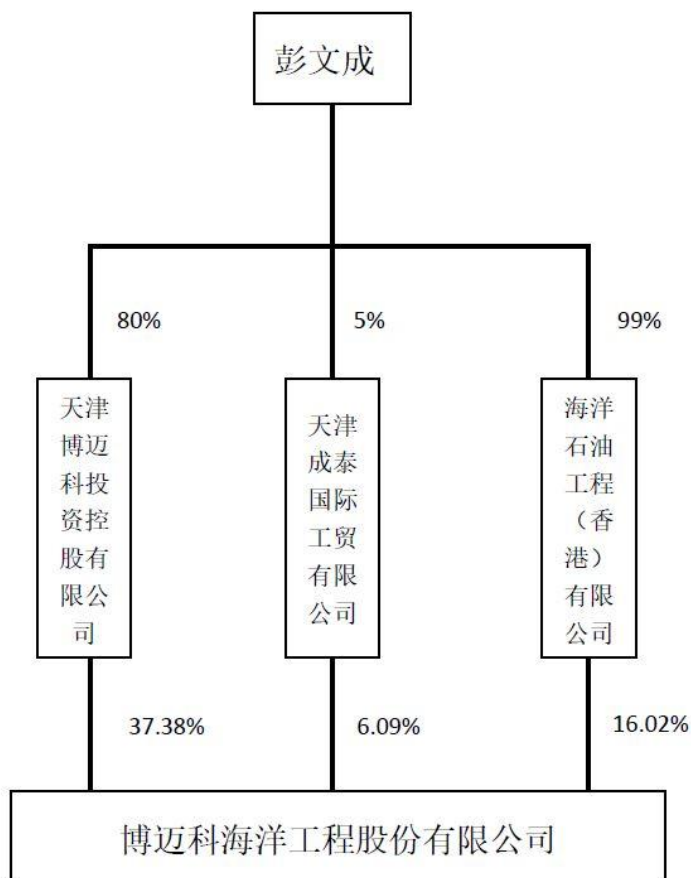 彭文成
80%
5%
99%
天津
博迈
科投
资控
股有
限公
司
天津
成泰
国际
工贸
有限
公司
海洋
石油
工程
（香
港）
有限
公司
37.38%
6.09%
16.02%
博迈科海洋工程股份有限公司